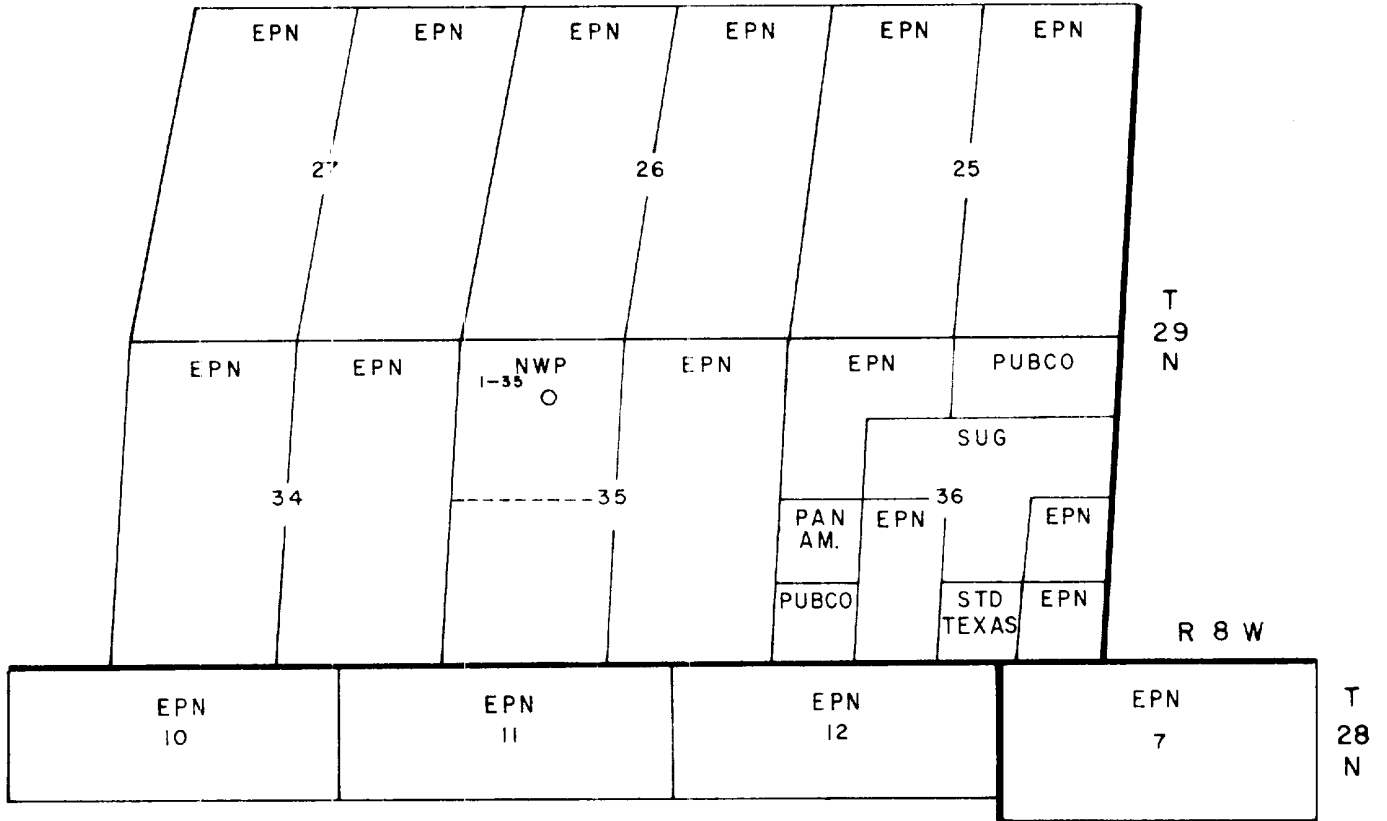 EPN EPN EPN EPN EPN EPN
27 26 25
T
29
N
EPN EPN NWP EPN EPN PUBCO
1-35
SUG
34 35 36
PAN
AM.
EPN EPN
PUBCO
STD
TEXAS
EPN
R 8 W
EPN
10
EPN
11
EPN
12
EPN
7
T
28
N